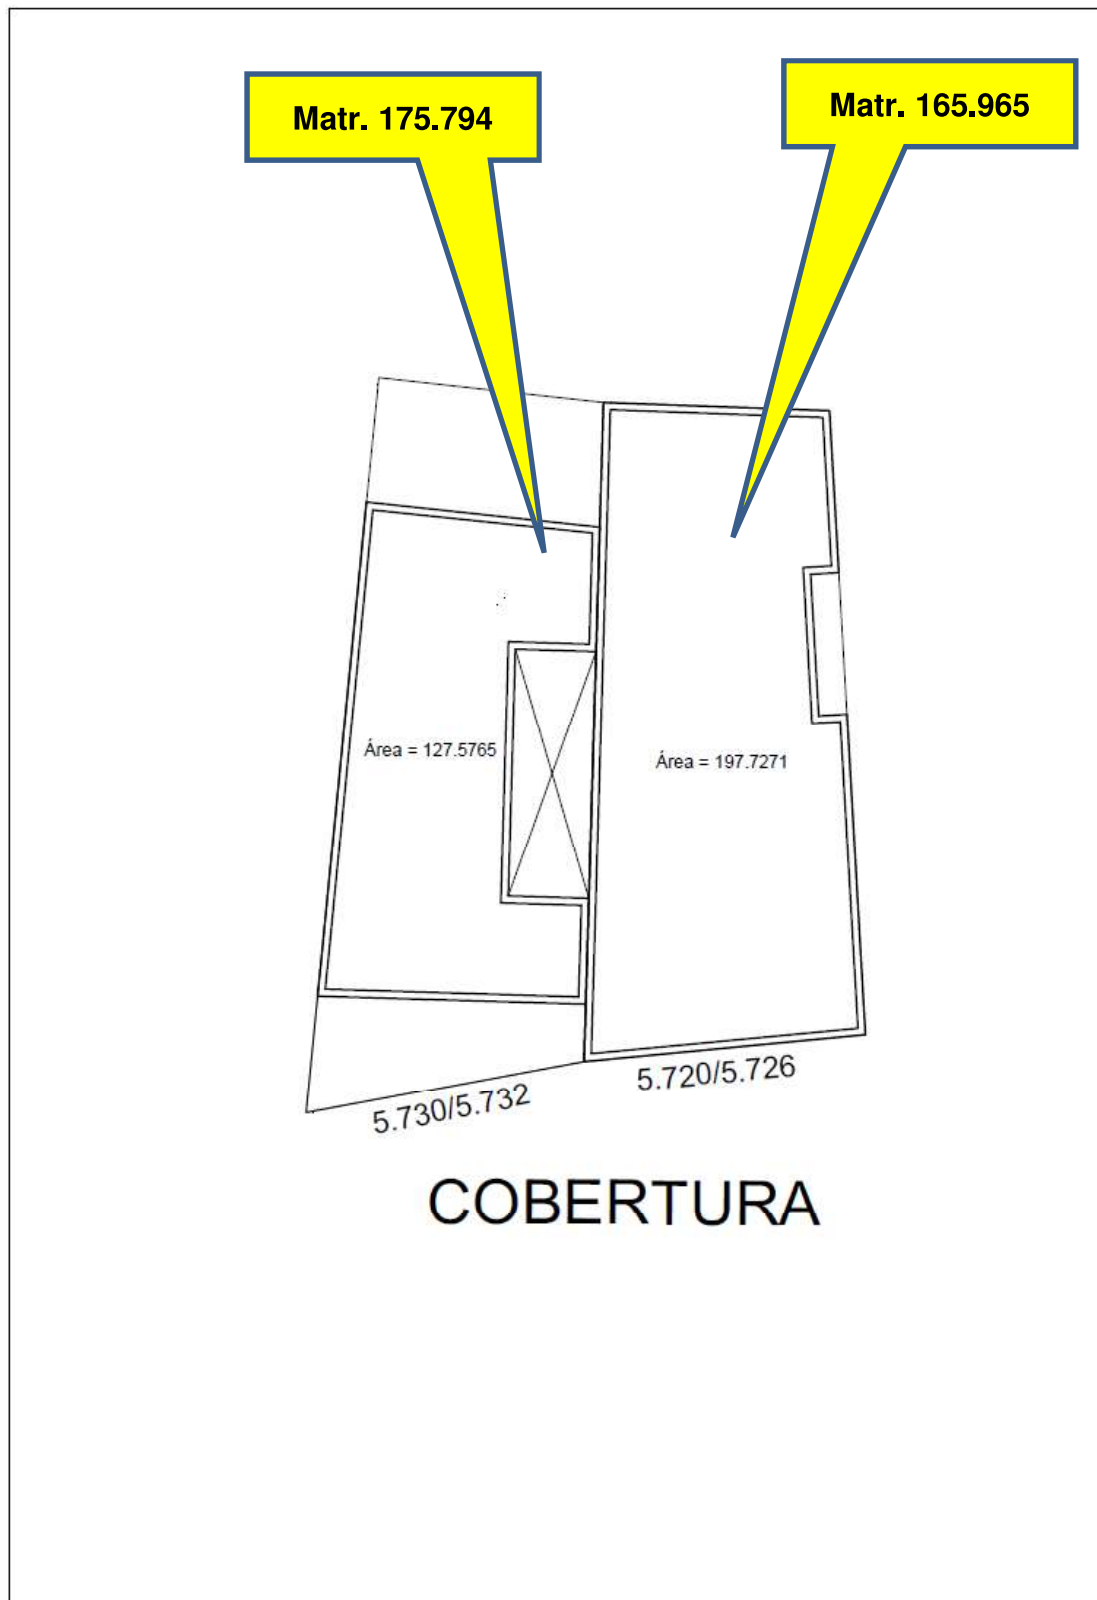 Matr. 175.794
Matr. 165.965
Área = 127.5765
Área = 197.7271
5.730/5.732
5.720/5.726
COBERTURA